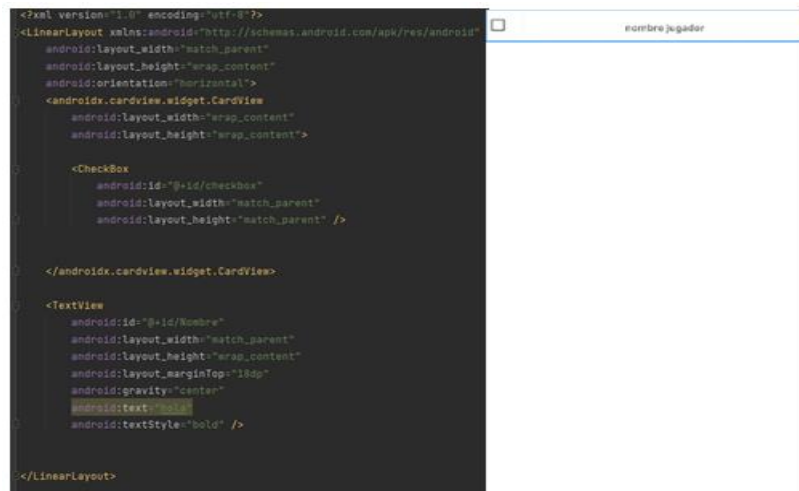 <?xml version="1.0" encoding="utf-8"?>
<LinearLayout xmlns:android="http://schemas.android.com/apk/res/android"
android:layout_width="match_parent"
android:layout_height="wrap_content"
android:orientation="horizontal">
<androidx.cardview.widget.CardView
android:layout_width="wrap_content"
android:layout_height="wrap_content">
<CheckBox
android:id="@+id/checkbox"
android:layout_width="match_parent"
android:layout_height="match_parent" />
</androidx.cardview.widget.CardView>
<TextView
android:id="@+id/Nombre"
android:layout_width="match_parent"
android:layout_height="wrap_content"
android:layout_marginTop="10dp"
android:gravity="center"
android:text="hola"
android:textStyle="bold" />
</LinearLayout>
nombre jugador